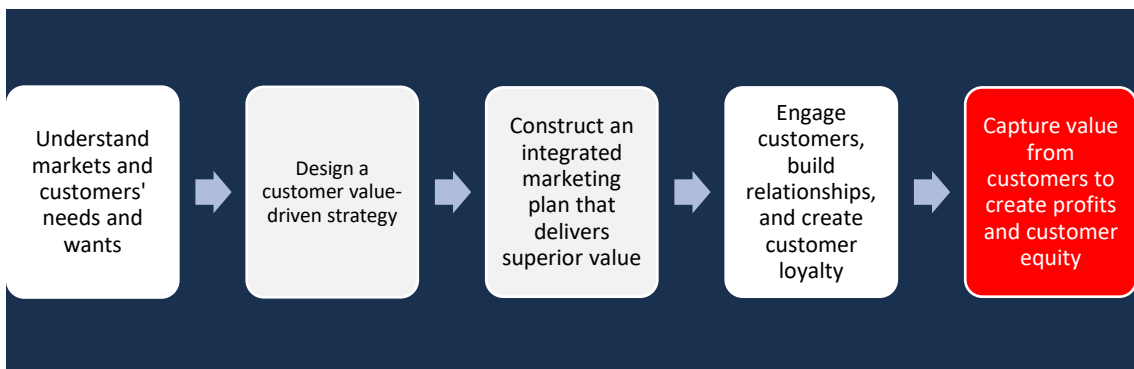 Understand
markets and
customers'
needs and
wants
Design a
customer value-
driven strategy
Construct an
integrated
marketing
plan that
delivers
superior value
Engage
customers,
build
relationships,
and create
customer
loyalty
Capture value
from
customers to
create profits
and customer
equity